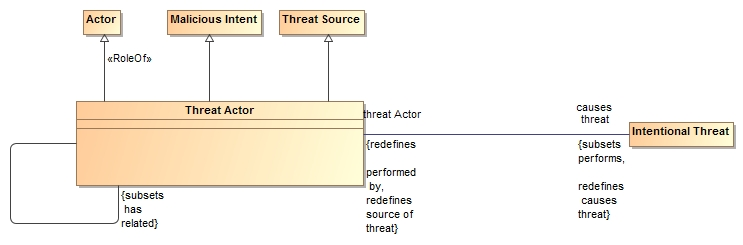 Actor
Malicious Intent
Threat Source
«RoleOf»
Threat Actor
threat Actor
causes
threat
Intentional Threat
{redefines
performed
by,
redefines
source of
threat}
{subsets
performs,
redefines
causes
threat}
{subsets
has
related}